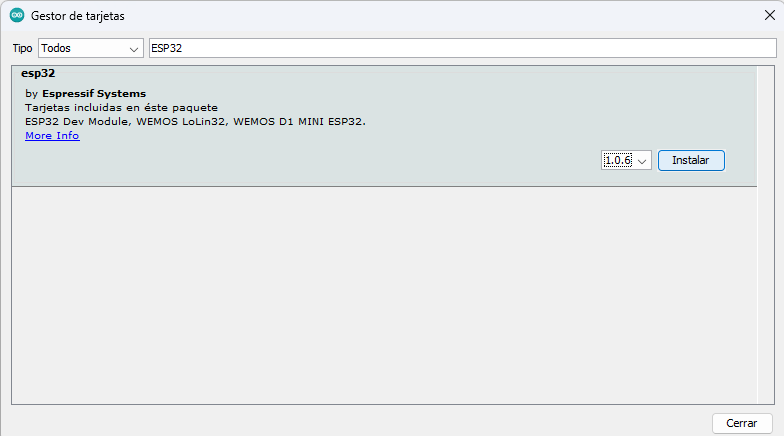 Gestor de tarjetas
Tipo Todos ESP32
esp32
by Espressif Systems
Tarjetas incluidas en éste paquete
ESP32 Dev Module, WEMOS LoLin32, WEMOS D1 MINI ESP32.
More Info
1.0.6 Instalar
Cerrar